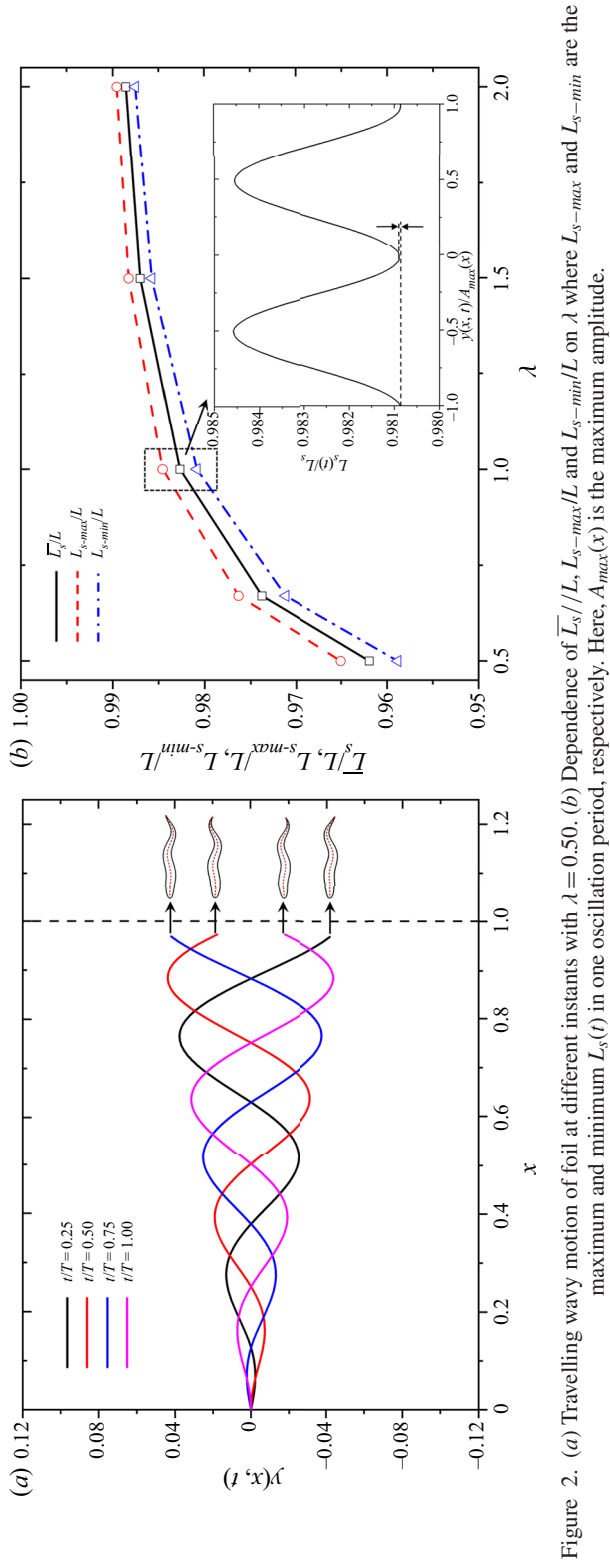 (a)
0.12
0.08
0.04
0
−0.04
−0.08
−0.12
y(x, t)
t/T = 0.25
t/T = 0.50
t/T = 0.75
t/T = 1.00
0 0.2 0.4 0.6 0.8 1.0 1.2
x
(b)
1.00
0.99
0.98
0.97
0.96
0.95
L̅s/L, Ls-max/L, Ls-min/L
L̅s/L
Ls-max/L
Ls-min/L
0.985
0.984
0.983
0.982
0.981
0.980
Ls(t)/Ls
−1.0 −0.5 0 0.5 1.0
y(x, t)/Amax(x)
0.5 1.0 1.5 2.0
λ
Figure 2. (a) Travelling wavy motion of foil at different instants with λ = 0.50. (b) Dependence of L̅s//L, Ls−max/L and Ls−min/L on λ where Ls−max and Ls−min are the
maximum and minimum Ls(t) in one oscillation period, respectively. Here, Amax(x) is the maximum amplitude.